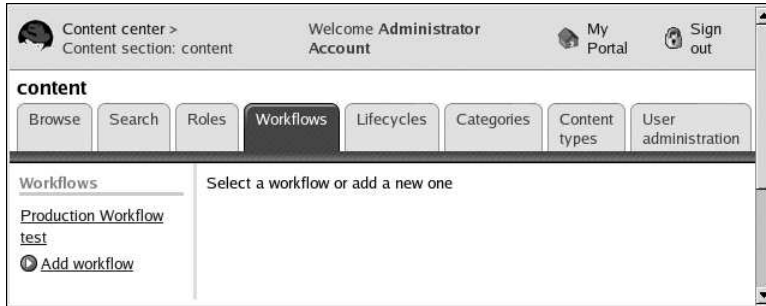 Content center >
Content section: content
Welcome Administrator
Account
My
Portal
Sign
out
content
Browse
Search
Roles
Workflows
Lifecycles
Categories
Content
types
User
administration
Workflows
Production Workflow
test
Add workflow
Select a workflow or add a new one